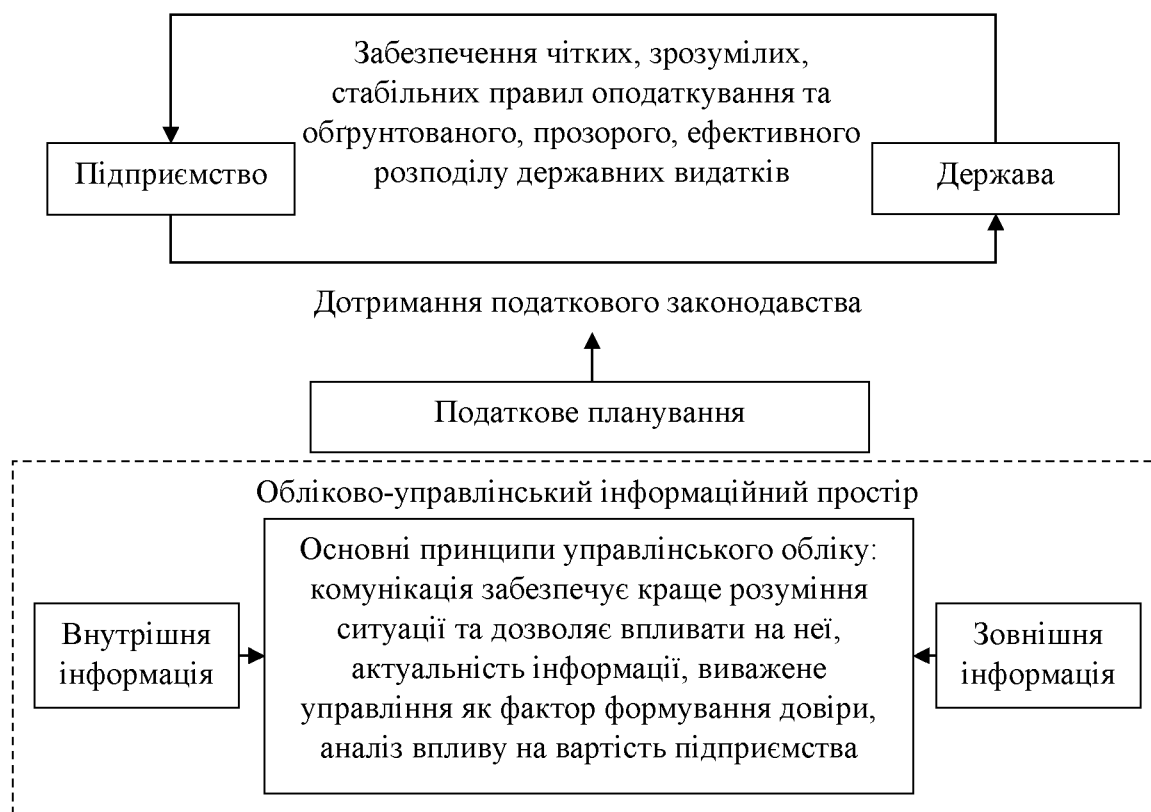 Забезпечення чітких, зрозумілих,
стабільних правил оподаткування та
обґрунтованого, прозорого, ефективного
розподілу державних видатків
Підприємство
Держава
Дотримання податкового законодавства
Податкове планування
Обліково-управлінський інформаційний простір
Основні принципи управлінського обліку:
комунікація забезпечує краще розуміння
ситуації та дозволяє впливати на неї,
актуальність інформації, виважене
управління як фактор формування довіри,
аналіз впливу на вартість підприємства
Внутрішня
інформація
Зовнішня
інформація